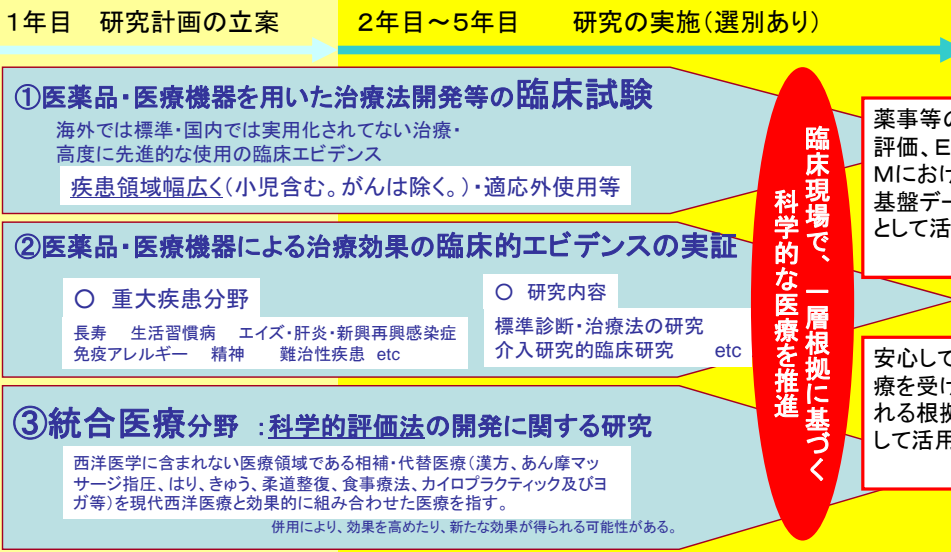 1年目　研究計画の立案
2年目～5年目　　研究の実施（選別あり）
①医薬品・医療機器を用いた治療法開発等の臨床試験
海外では標準・国内では実用化されてない治療・
高度に先進的な使用の臨床エビデンス
疾患領域幅広く（小児含む。がんは除く。）・適応外使用等
②医薬品・医療機器による治療効果の臨床的エビデンスの実証
○ 重大疾患分野
長寿　生活習慣病　エイズ・肝炎・新興再興感染症
免疫アレルギー　精神　　難治性疾患 etc
○ 研究内容
標準診断・治療法の研究
介入研究的臨床研究　　etc
③統合医療分野 ：科学的評価法の開発に関する研究
西洋医学に含まれない医療領域である相補・代替医療（漢方、あん摩マッ
サージ指圧、はり、きゅう、柔道整復、食事療法、カイロプラクティック及びヨ
ガ等）を現代西洋医療と効果的に組み合わせた医療を指す。
併用により、効果を高めたり、新たな効果が得られる可能性がある。
臨床現場で、一層根拠に基づく
科学的な医療を推進
薬事等の
評価、E
Mにおけ
基盤デー
として活
安心して
療を受け
れる根拠
して活用